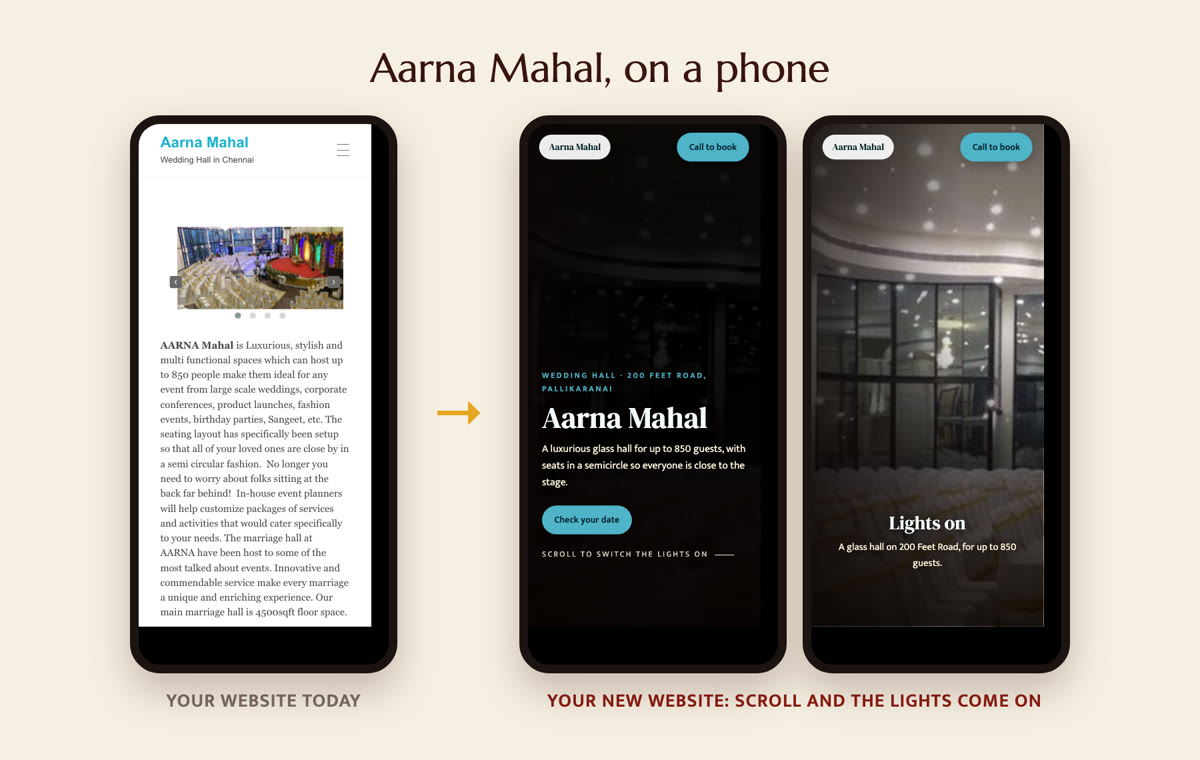 Aarna Mahal, on a phone
Aarna Mahal
Wedding Hall in Chennai
AARNA Mahal is Luxurious, stylish and
multi functional spaces which can host up
to 850 people make them ideal for any
event from large scale weddings, corporate
conferences, product launches, fashion
events, birthday parties, Sangeet, etc. The
seating layout has specifically been setup
so that all of your loved ones are close by in
a semi circular fashion.  No longer you
need to worry about folks sitting at the
back far behind!  In-house event planners
will help customize packages of services
and activities that would cater specifically
to your needs. The marriage hall at
AARNA have been host to some of the
most talked about events. Innovative and
commendable service make every marriage
a unique and enriching experience. Our
main marriage hall is 4500sqft floor space.
YOUR WEBSITE TODAY
Aarna Mahal
Call to book
WEDDING HALL · 200 FEET ROAD,
PALLIKARANAI
Aarna Mahal
A luxurious glass hall for up to 850 guests, with
seats in a semicircle so everyone is close to the
stage.
Check your date
SCROLL TO SWITCH THE LIGHTS ON
Aarna Mahal
Call to book
Lights on
A glass hall on 200 Feet Road, for up to 850
guests.
YOUR NEW WEBSITE: SCROLL AND THE LIGHTS COME ON